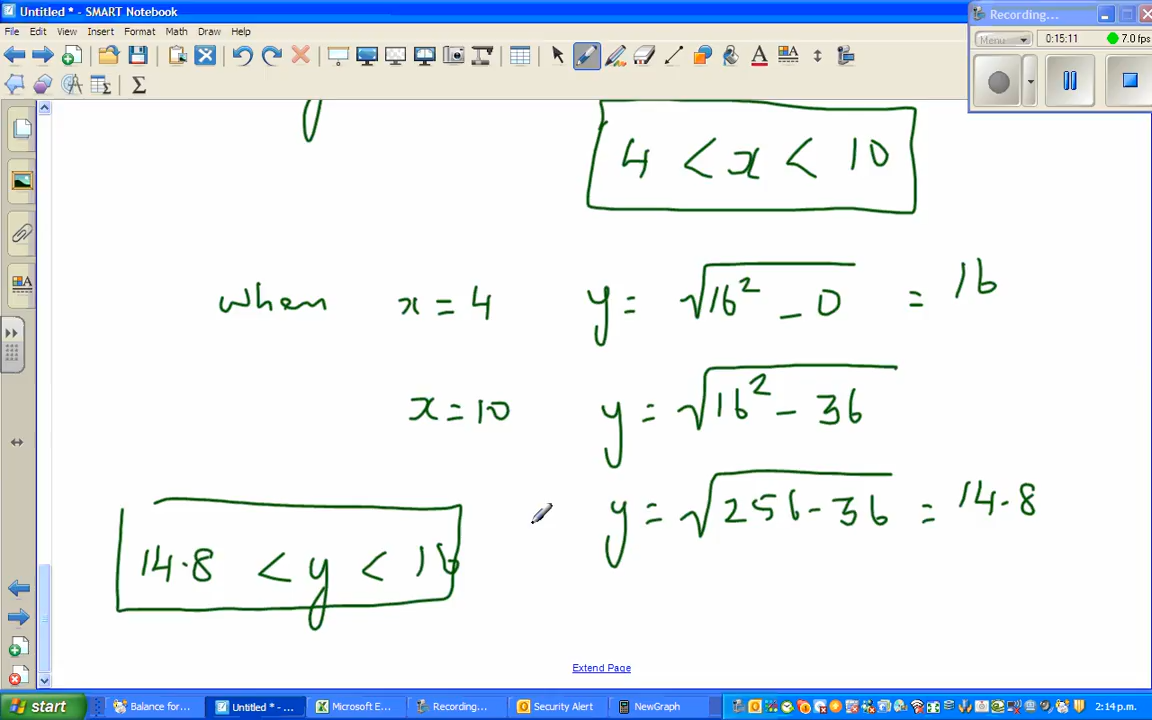 Untitled * - SMART Notebook
Recording...
File Edit View Insert Format Math Draw Help
Menu
0:15:11
7.0 fps
4 < x < 10
when x = 4 y = √16² - 0 = 16
x = 10 y = √16² - 36
y = √256 - 36 = 14.8
14.8 < y < 16
Extend Page
start
Balance for...
Untitled * - ...
Microsoft E...
Recording...
Security Alert
NewGraph
2:14 p.m.